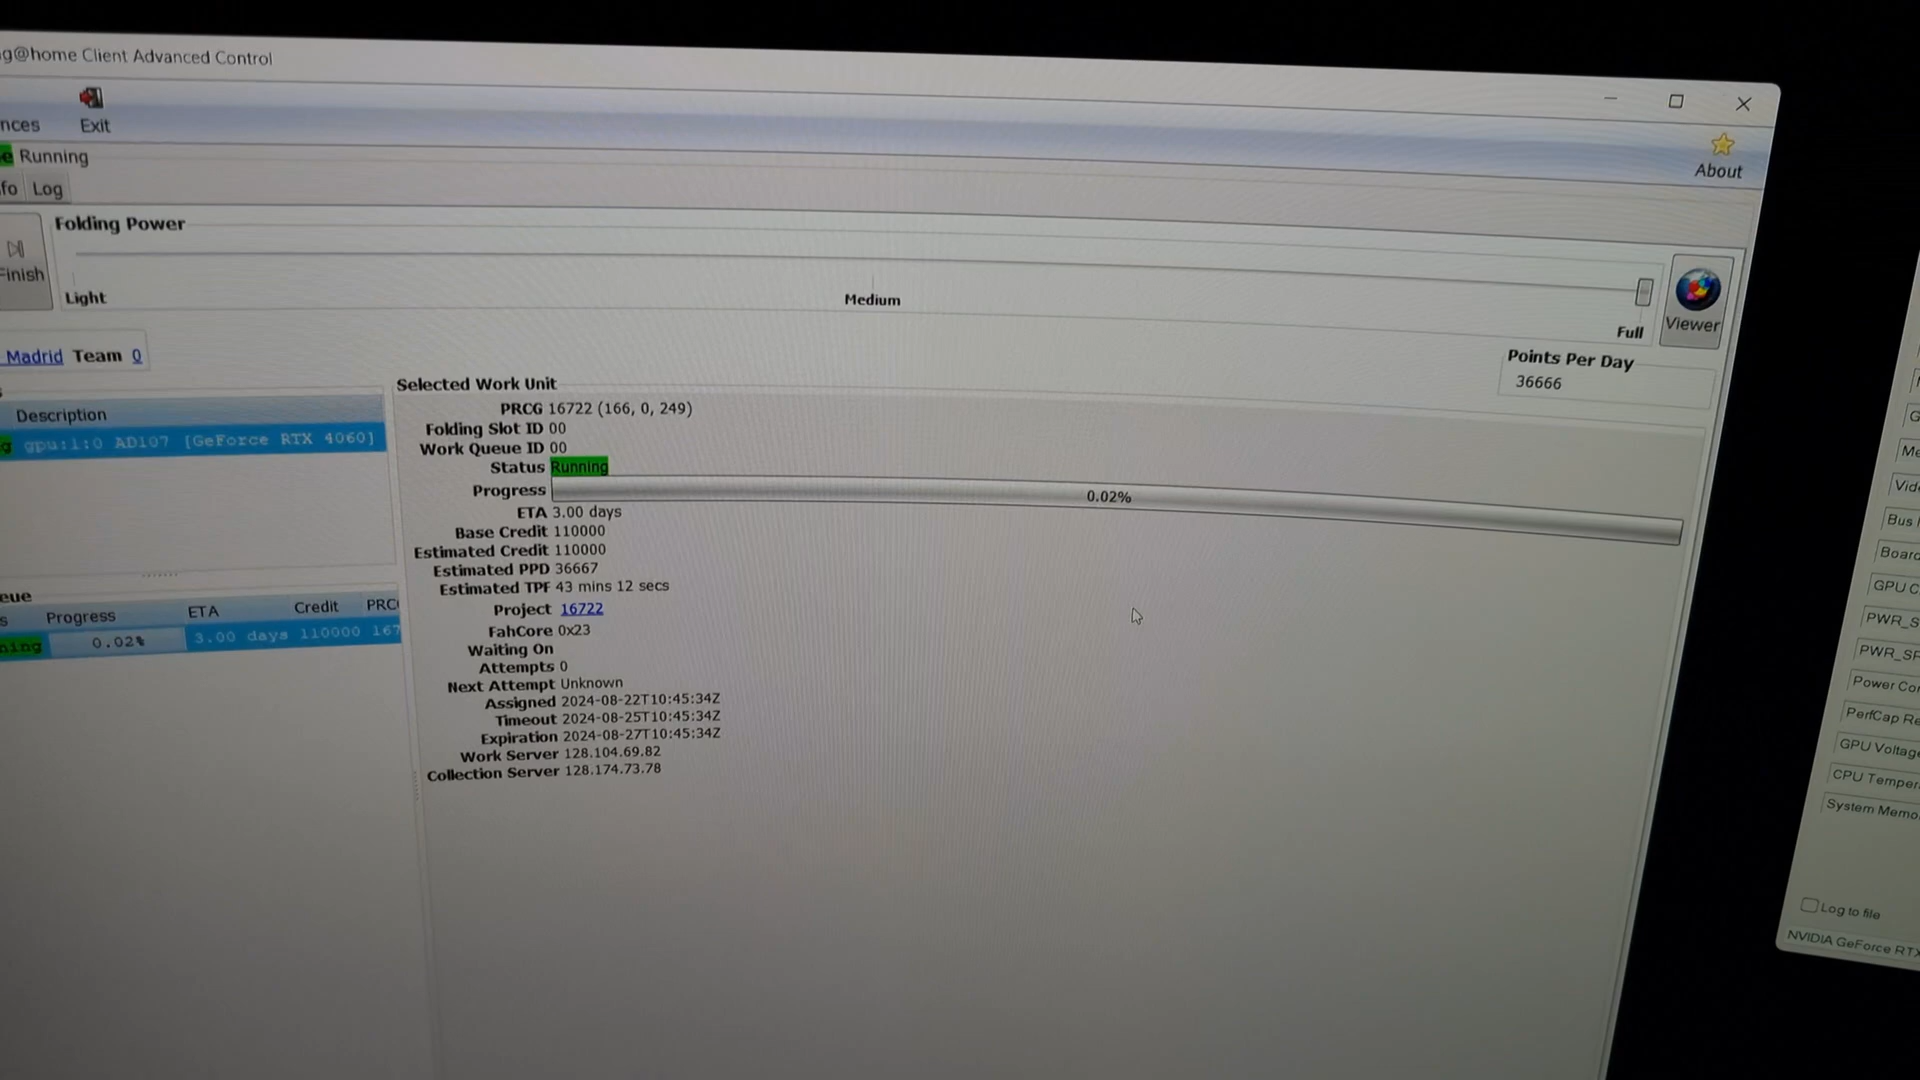 g@home Client Advanced Control
nces
Exit
About
e Running
fo Log
Folding Power
Finish
Light
Medium
Full
Viewer
Madrid Team 0
Points Per Day
36666
s
Description
g gpu:1:0 AD107 [GeForce RTX 4060]
Selected Work Unit
PRCG 16722 (166, 0, 249)
Folding Slot ID 00
Work Queue ID 00
Status Running
Progress 0.02%
ETA 3.00 days
Base Credit 110000
Estimated Credit 110000
Estimated PPD 36667
Estimated TPF 43 mins 12 secs
Project 16722
FahCore 0x23
Waiting On
Attempts 0
Next Attempt Unknown
Assigned 2024-08-22T10:45:34Z
Timeout 2024-08-25T10:45:34Z
Expiration 2024-08-27T10:45:34Z
Work Server 128.104.69.82
Collection Server 128.174.73.78
eue
s Progress ETA Credit PRC
ning 0.02% 3.00 days 110000 167
G
Me
Vide
Bus
Board
GPU C
PWR_S
PWR_SR
Power Con
PerfCap Re
GPU Voltage
CPU Temper
System Memo
Log to file
NVIDIA GeForce RTX